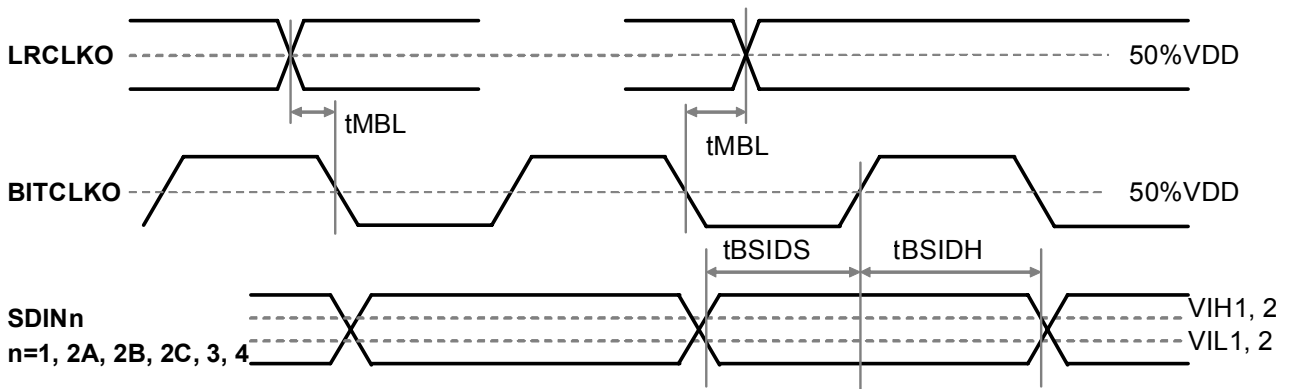 LRCLKO
50%VDD
tMBL
tMBL
BITCLKO
50%VDD
tBSIDS
tBSIDH
SDINn
n=1, 2A, 2B, 2C, 3, 4
VIH1, 2
VIL1, 2